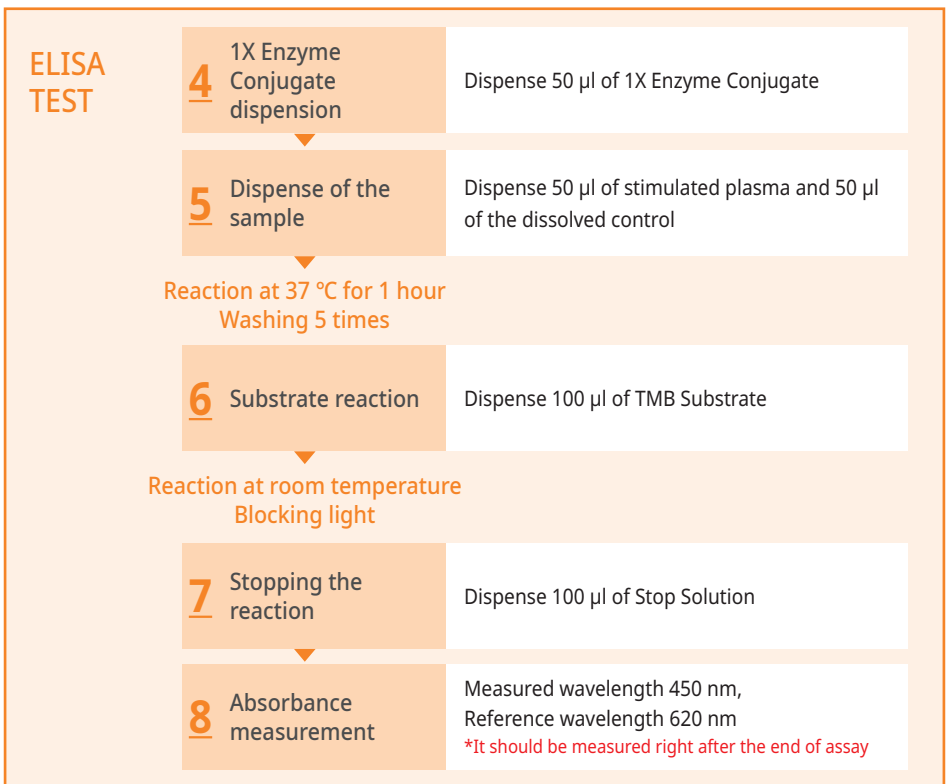 ELISA
TEST
4
1X Enzyme
Conjugate
dispension
Dispense 50 µl of 1X Enzyme Conjugate
5
Dispense of the
sample
Dispense 50 µl of stimulated plasma and 50 µl
of the dissolved control
Reaction at 37 ℃ for 1 hour
Washing 5 times
6
Substrate reaction
Dispense 100 µl of TMB Substrate
Reaction at room temperature
Blocking light
7
Stopping the
reaction
Dispense 100 µl of Stop Solution
8
Absorbance
measurement
Measured wavelength 450 nm,
Reference wavelength 620 nm
*It should be measured right after the end of assay